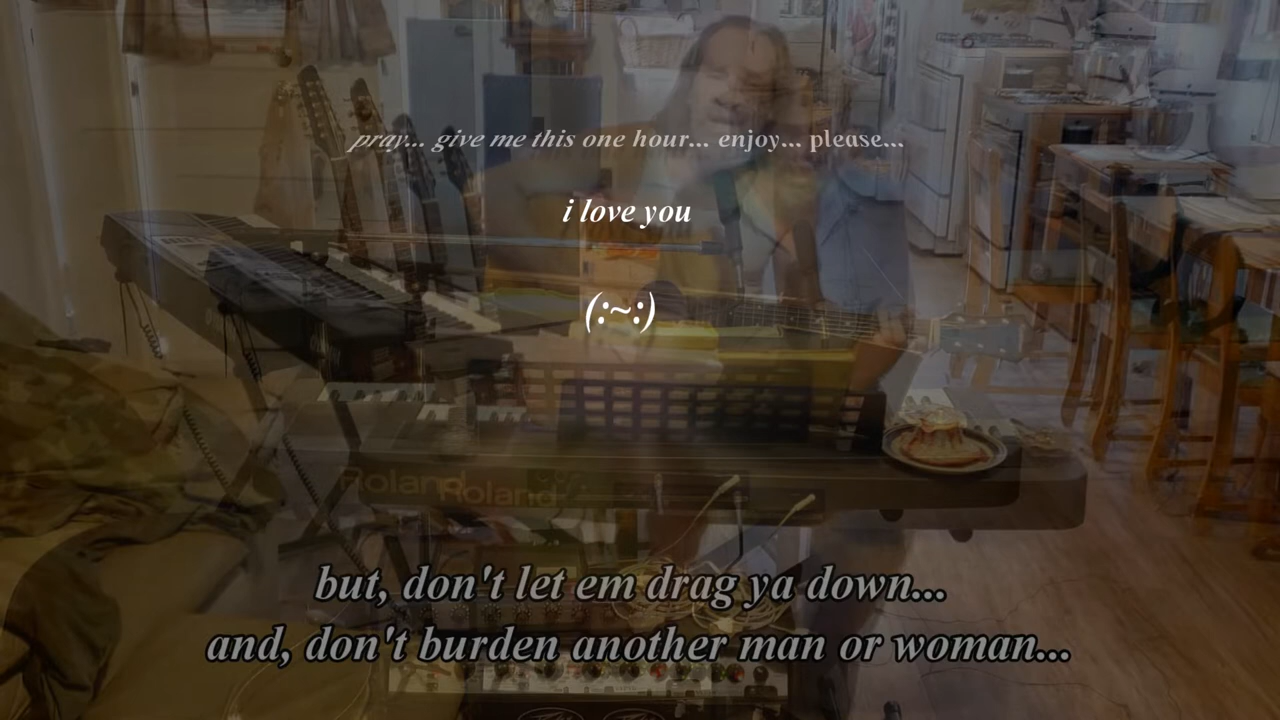 pray... give me this one hour... enjoy... please...
i love you
(:~:)
Roland Roland
but, don't let em drag ya down...
and, don't burden another man or woman...